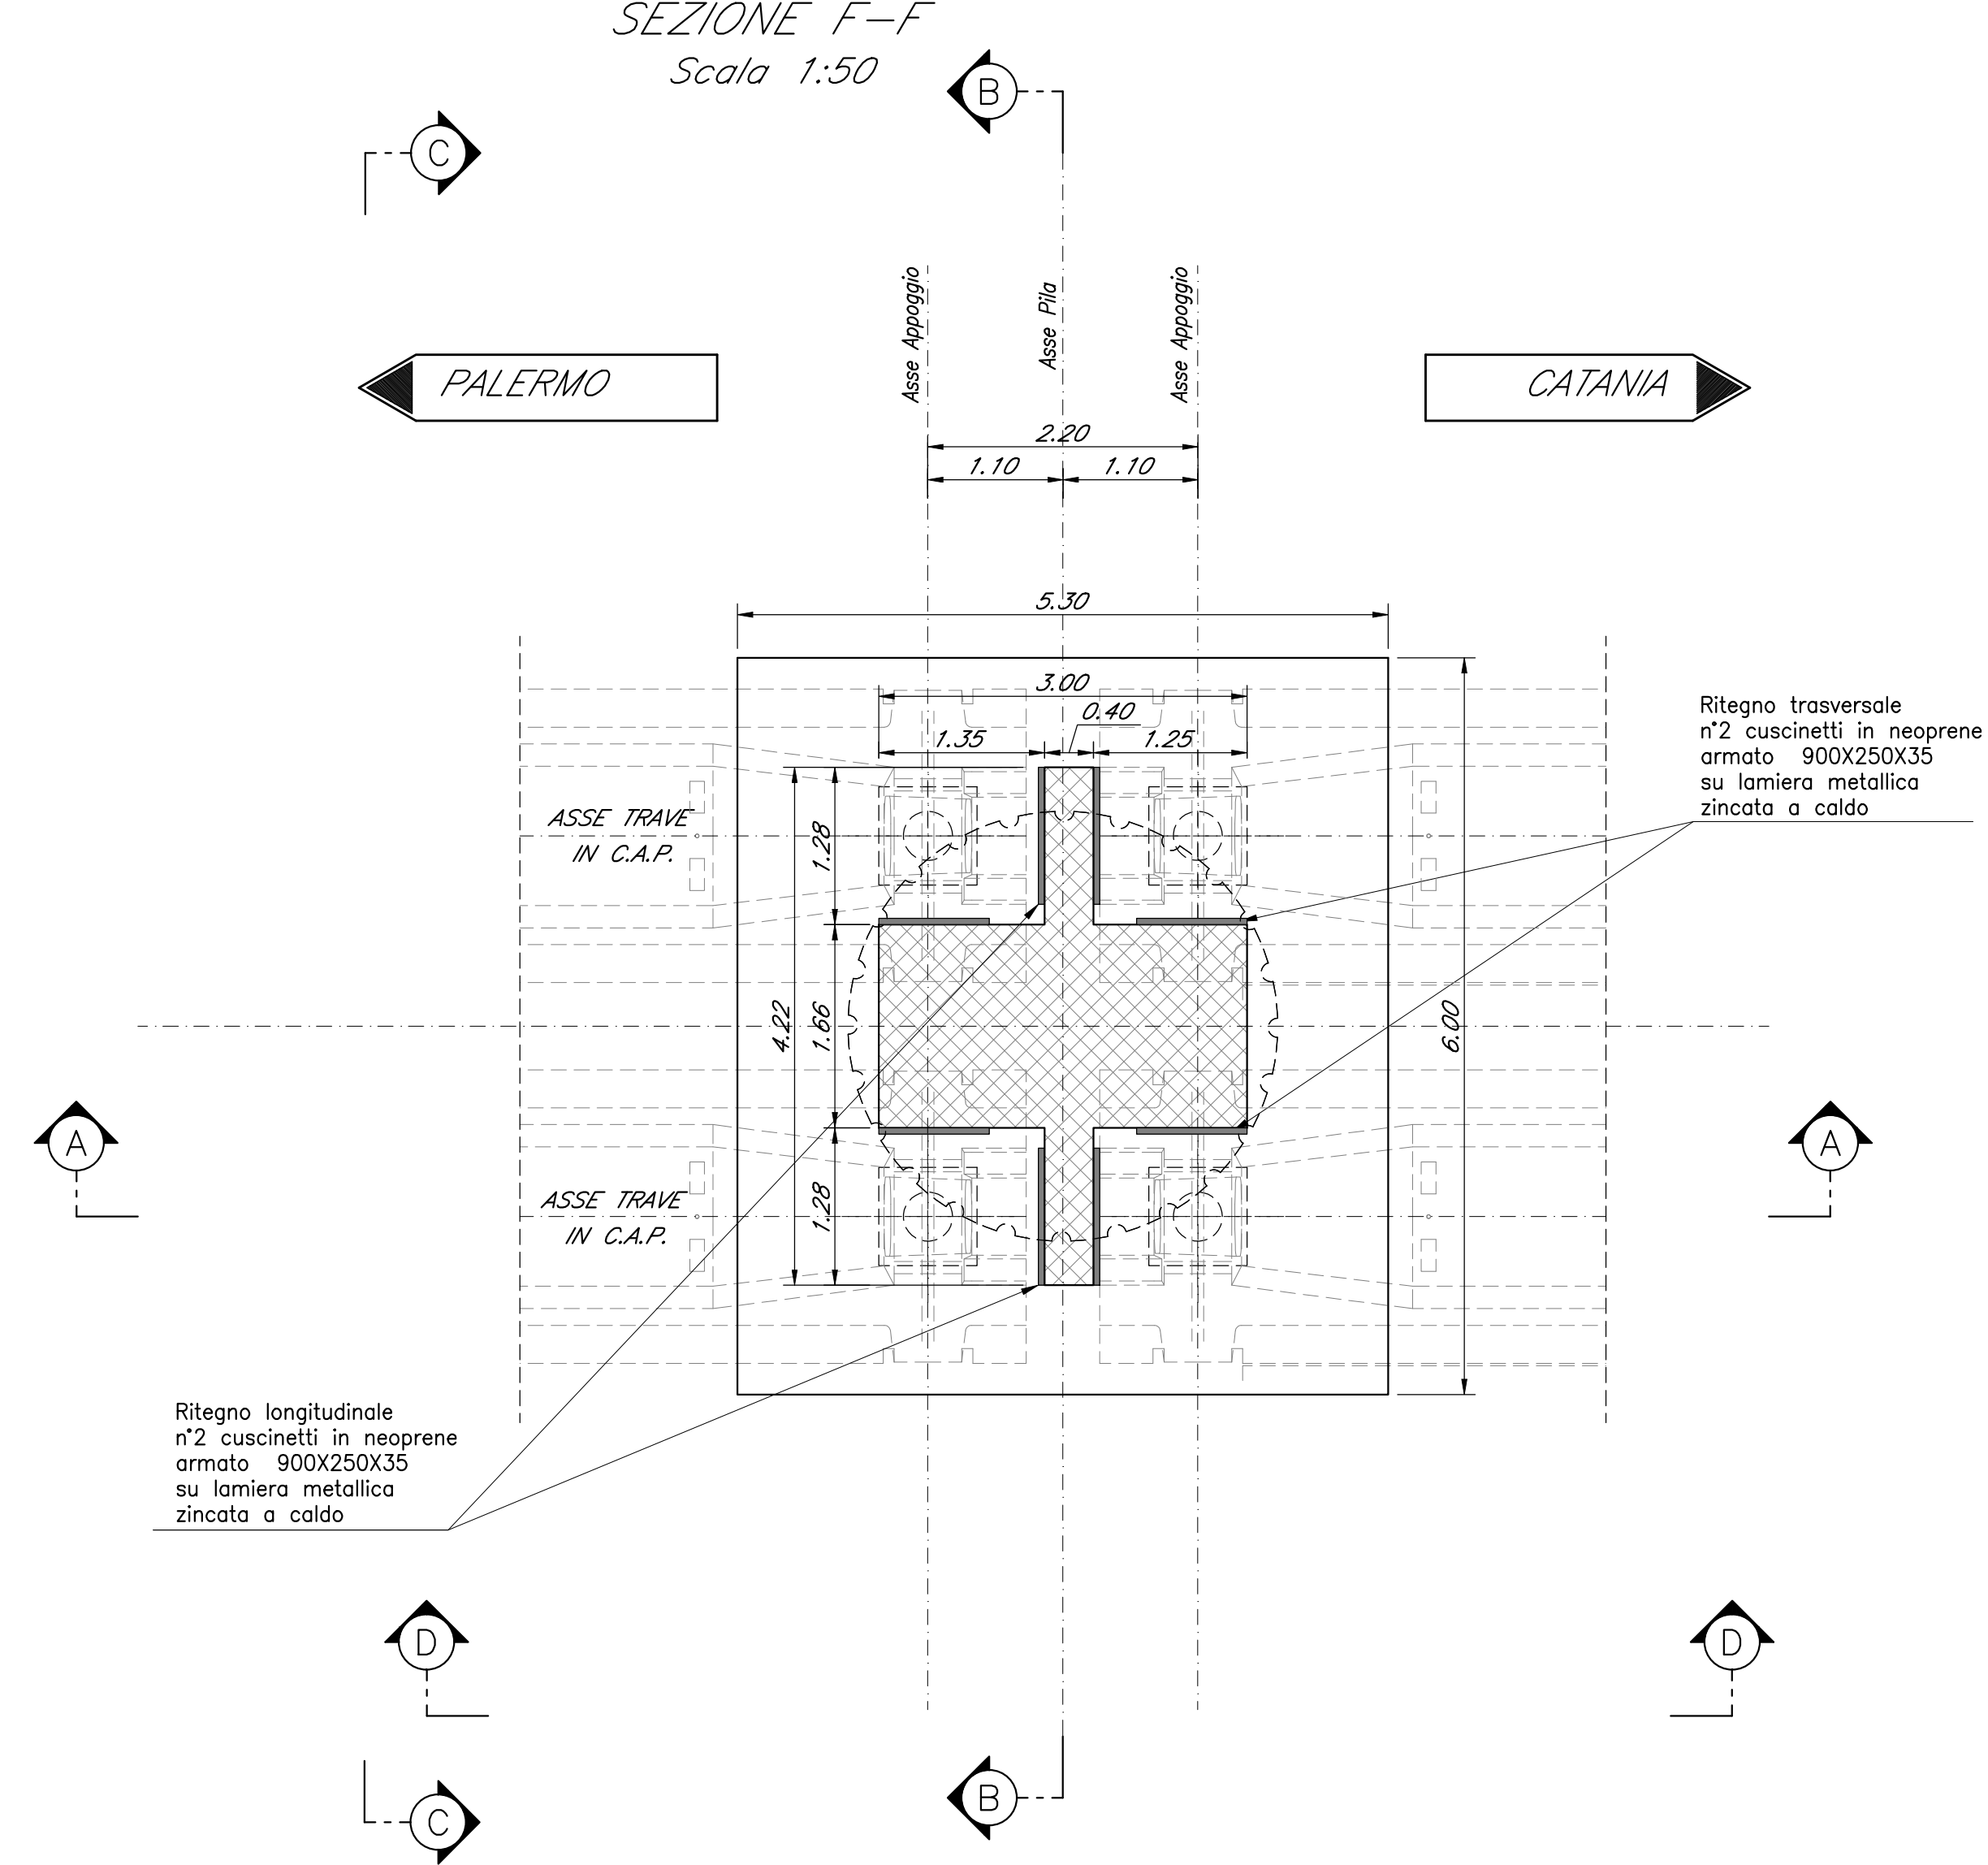 SEZIONE F-F
Scala 1:50
B
C
Asse Appoggio
Asse Pila
Asse Appoggio
PALERMO
CATANIA
2.20
1.10
1.10
5.30
3.00
0.40
1.35
1.25
Ritegno trasversale
n°2 cuscinetti in neoprene
armato 900X250X35
su lamiera metallica
zincata a caldo
ASSE TRAVE
IN C.A.P.
1.28
4.22
1.66
6.00
A
A
ASSE TRAVE
IN C.A.P.
1.28
Ritegno longitudinale
n°2 cuscinetti in neoprene
armato 900X250X35
su lamiera metallica
zincata a caldo
D
D
B
C